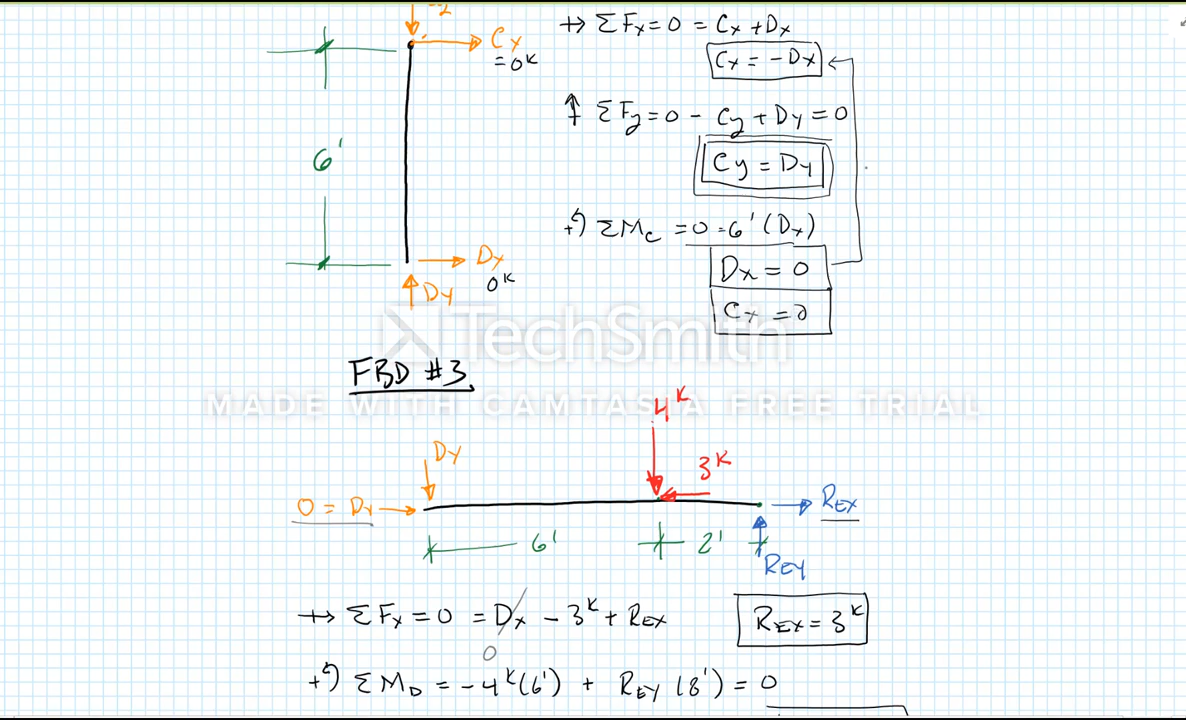 →+ ΣFx = 0 = Cx + Dx
Cx
= 0ᴷ
Cx = -Dx
↑ ΣFy = 0 - Cy + Dy = 0
6'
Cy = Dy
+↶) ΣMc = 0 = 6'(Dx)
Dx
0ᴷ
Dx = 0
Dy
Cx = 0
TechSmith
FBD #3
MADE WITH CAMTASIA FREE TRIAL
4ᴷ
Dy
3ᴷ
0 = Dx
REX
6'
2'
REY
→+ ΣFx = 0 = Dx - 3ᴷ + REX
REX = 3ᴷ
0
+↶) ΣMD = -4ᴷ(6') + REY (8') = 0